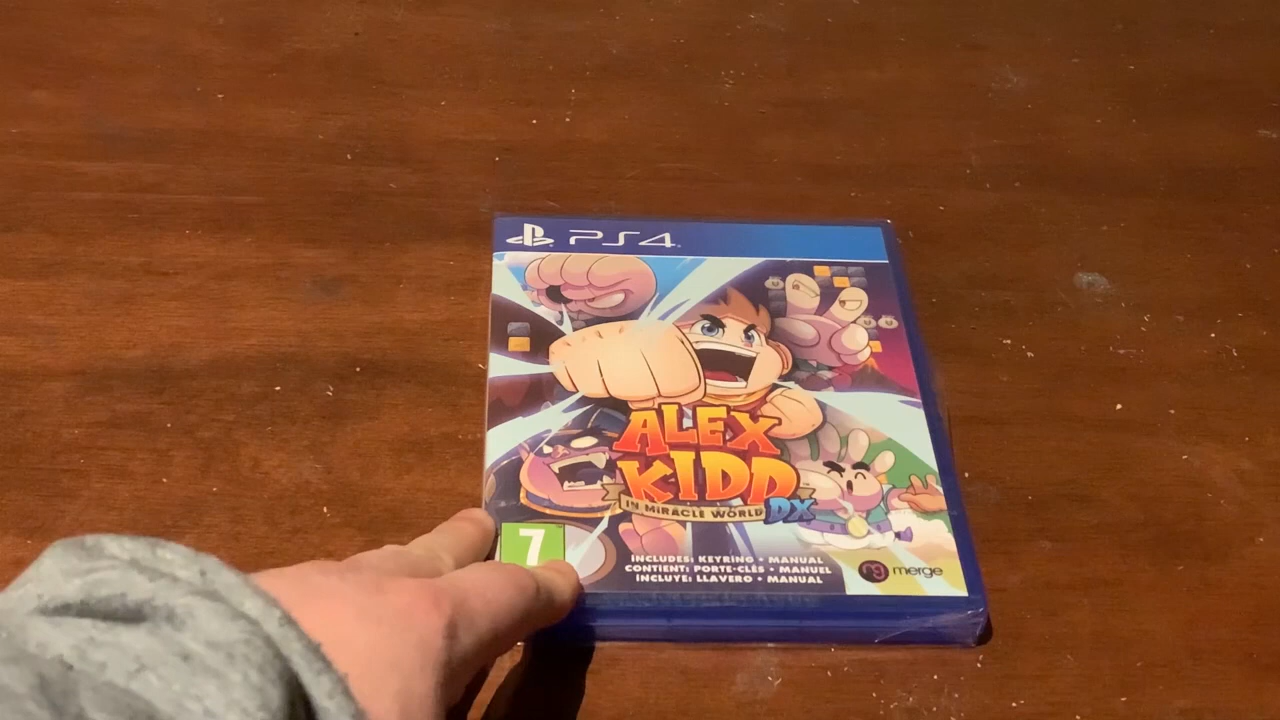 PS4
ALEX
KIDD
IN MIRACLE WORLD DX
7
INCLUDES: KEYRING • MANUAL
CONTIENT: PORTE-CLÉS • MANUEL
INCLUYE: LLAVERO • MANUAL
merge